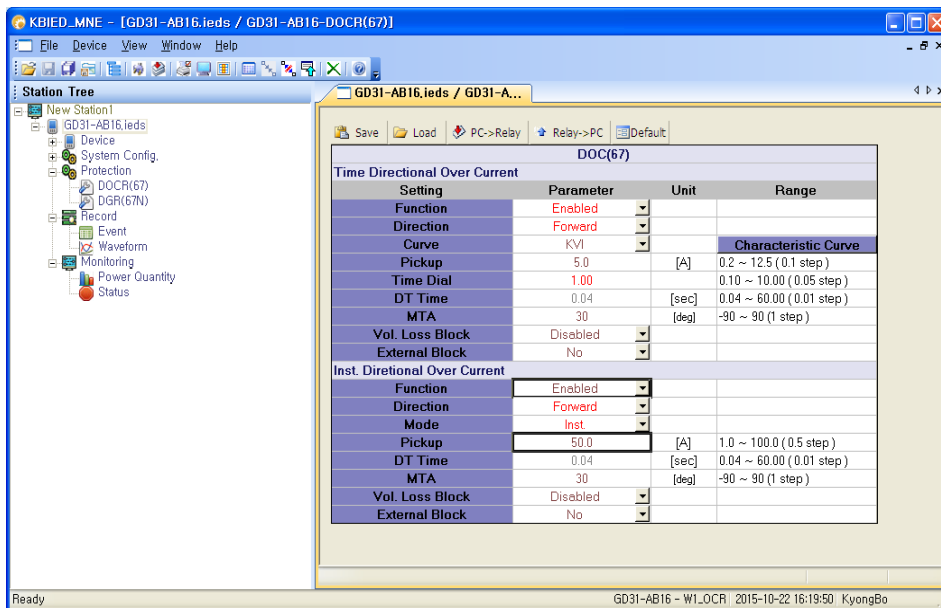 KBIED_MNE - [GD31-AB16.ieds / GD31-AB16-DOCR(67)]
File Device View Window Help
Station Tree
GD31-AB16.ieds / GD31-A...
New Station1
GD31-AB16.ieds
Device
System Config.
Protection
DOCR(67)
DGR(67N)
Record
Event
Waveform
Monitoring
Power Quantity
Status
Save Load PC->Relay Relay->PC Default
DOC(67)
Time Directional Over Current
Setting Parameter Unit Range
Function Enabled
Direction Forward
Curve KVI Characteristic Curve
Pickup 5.0 [A] 0.2 ~ 12.5 ( 0.1 step )
Time Dial 1.00 0.10 ~ 10.00 ( 0.05 step )
DT Time 0.04 [sec] 0.04 ~ 60.00 ( 0.01 step )
MTA 30 [deg] -90 ~ 90 ( 1 step )
Vol. Loss Block Disabled
External Block No
Inst. Diretional Over Current
Function Enabled
Direction Forward
Mode Inst.
Pickup 50.0 [A] 1.0 ~ 100.0 ( 0.5 step )
DT Time 0.04 [sec] 0.04 ~ 60.00 ( 0.01 step )
MTA 30 [deg] -90 ~ 90 ( 1 step )
Vol. Loss Block Disabled
External Block No
Ready GD31-AB16 - W1_OCR 2015-10-22 16:19:50 KyongBo